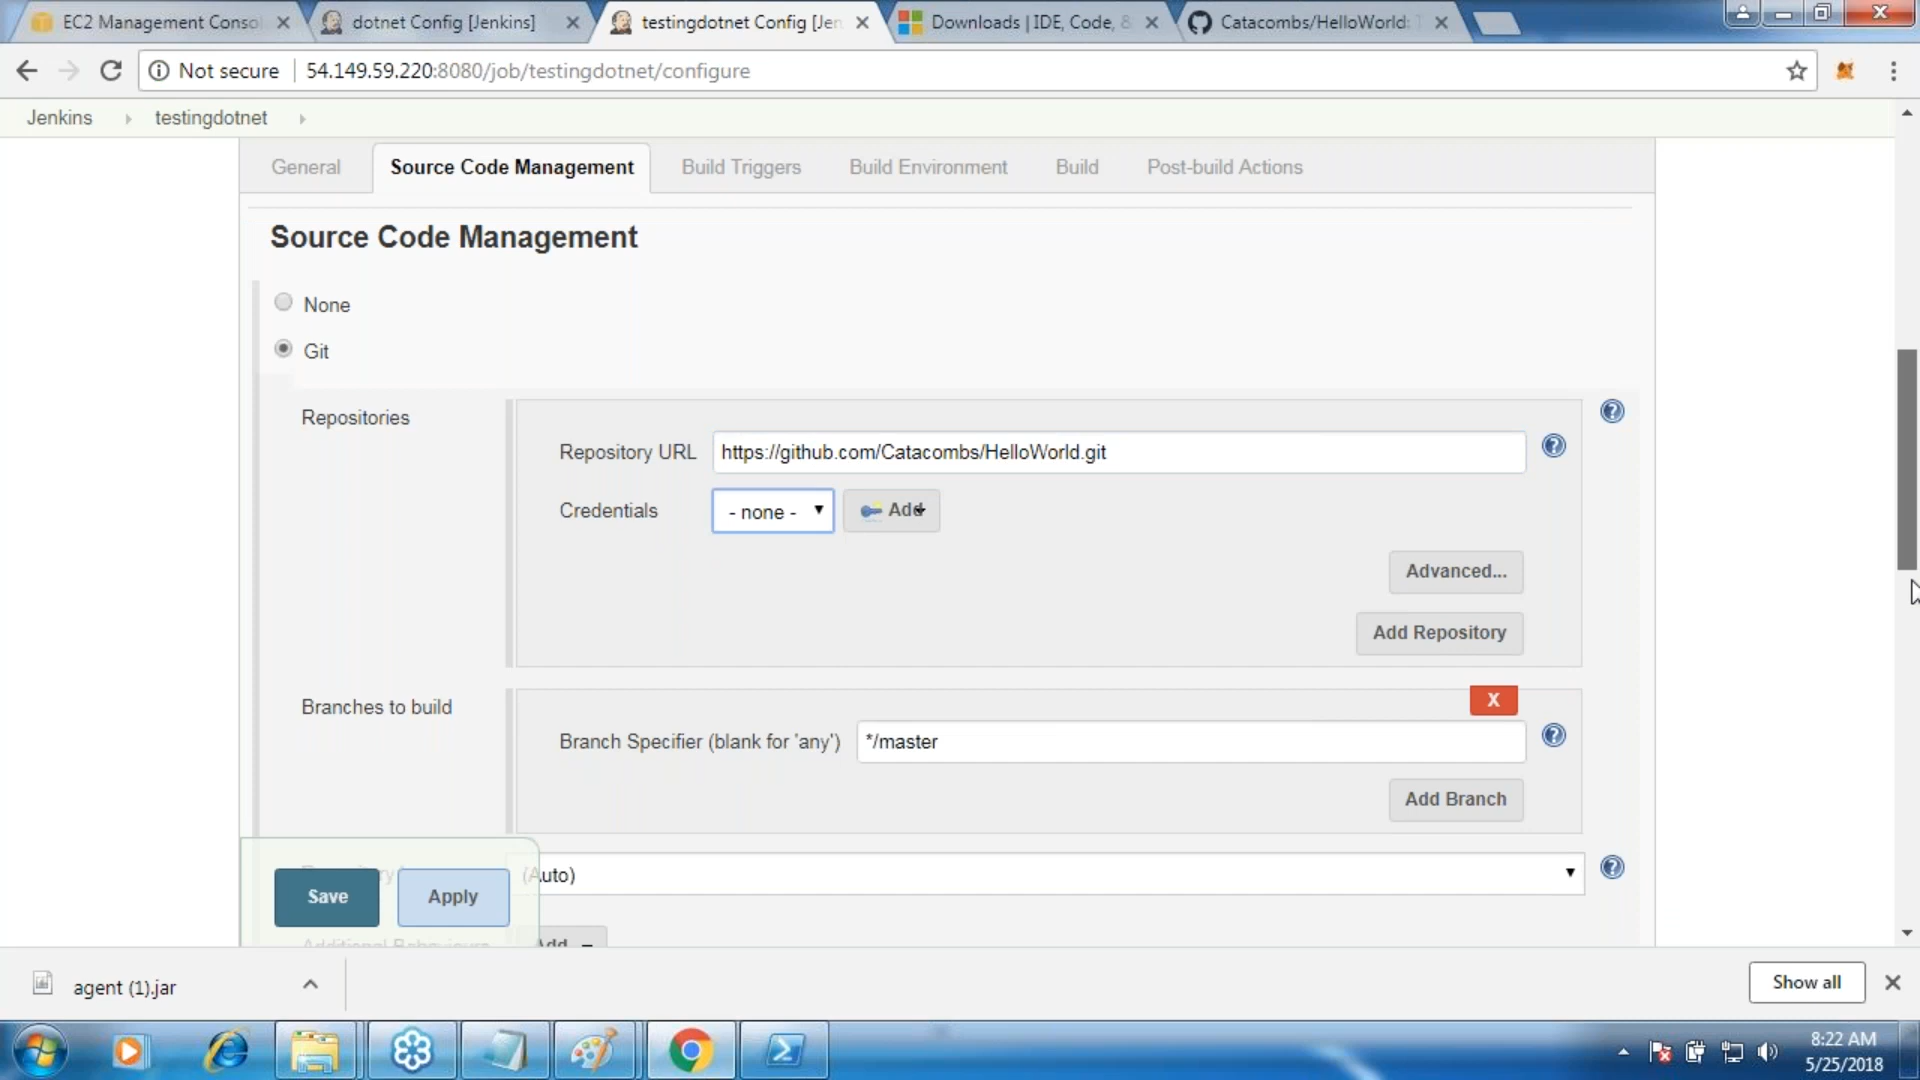 EC2 Management Conso
dotnet Config [Jenkins]
testingdotnet Config [Jen
Downloads | IDE, Code, &
Catacombs/HelloWorld: T
Not secure
54.149.59.220:8080/job/testingdotnet/configure
Jenkins
testingdotnet
General
Source Code Management
Build Triggers
Build Environment
Build
Post-build Actions
Source Code Management
None
Git
Repositories
Repository URL
https://github.com/Catacombs/HelloWorld.git
Credentials
- none -
Add
Advanced...
Add Repository
Branches to build
X
Branch Specifier (blank for 'any')
*/master
Add Branch
(Auto)
Save
Apply
Additional Behaviours
Add
agent (1).jar
Show all
8:22 AM
5/25/2018